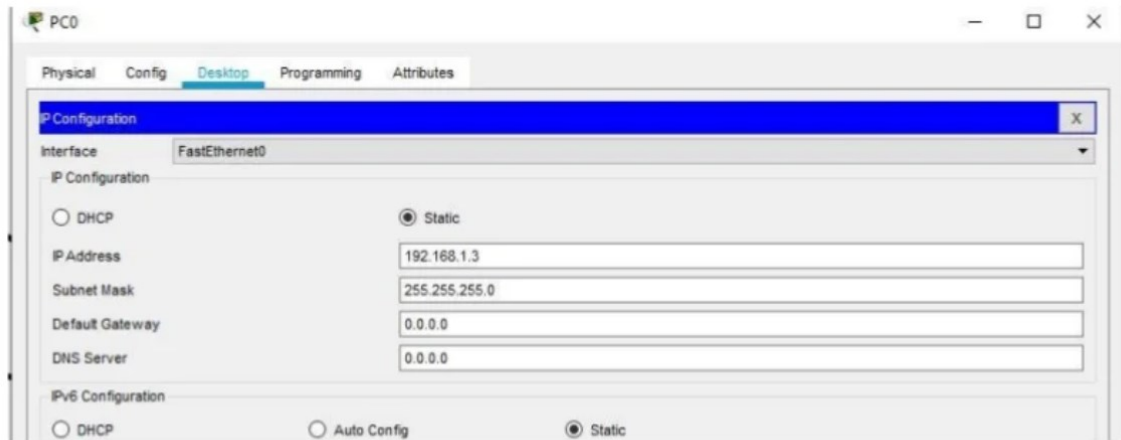 PC0
Physical Config Desktop Programming Attributes
IP Configuration X
Interface FastEthernet0
IP Configuration
DHCP Static
IP Address 192.168.1.3
Subnet Mask 255.255.255.0
Default Gateway 0.0.0.0
DNS Server 0.0.0.0
IPv6 Configuration
DHCP Auto Config Static